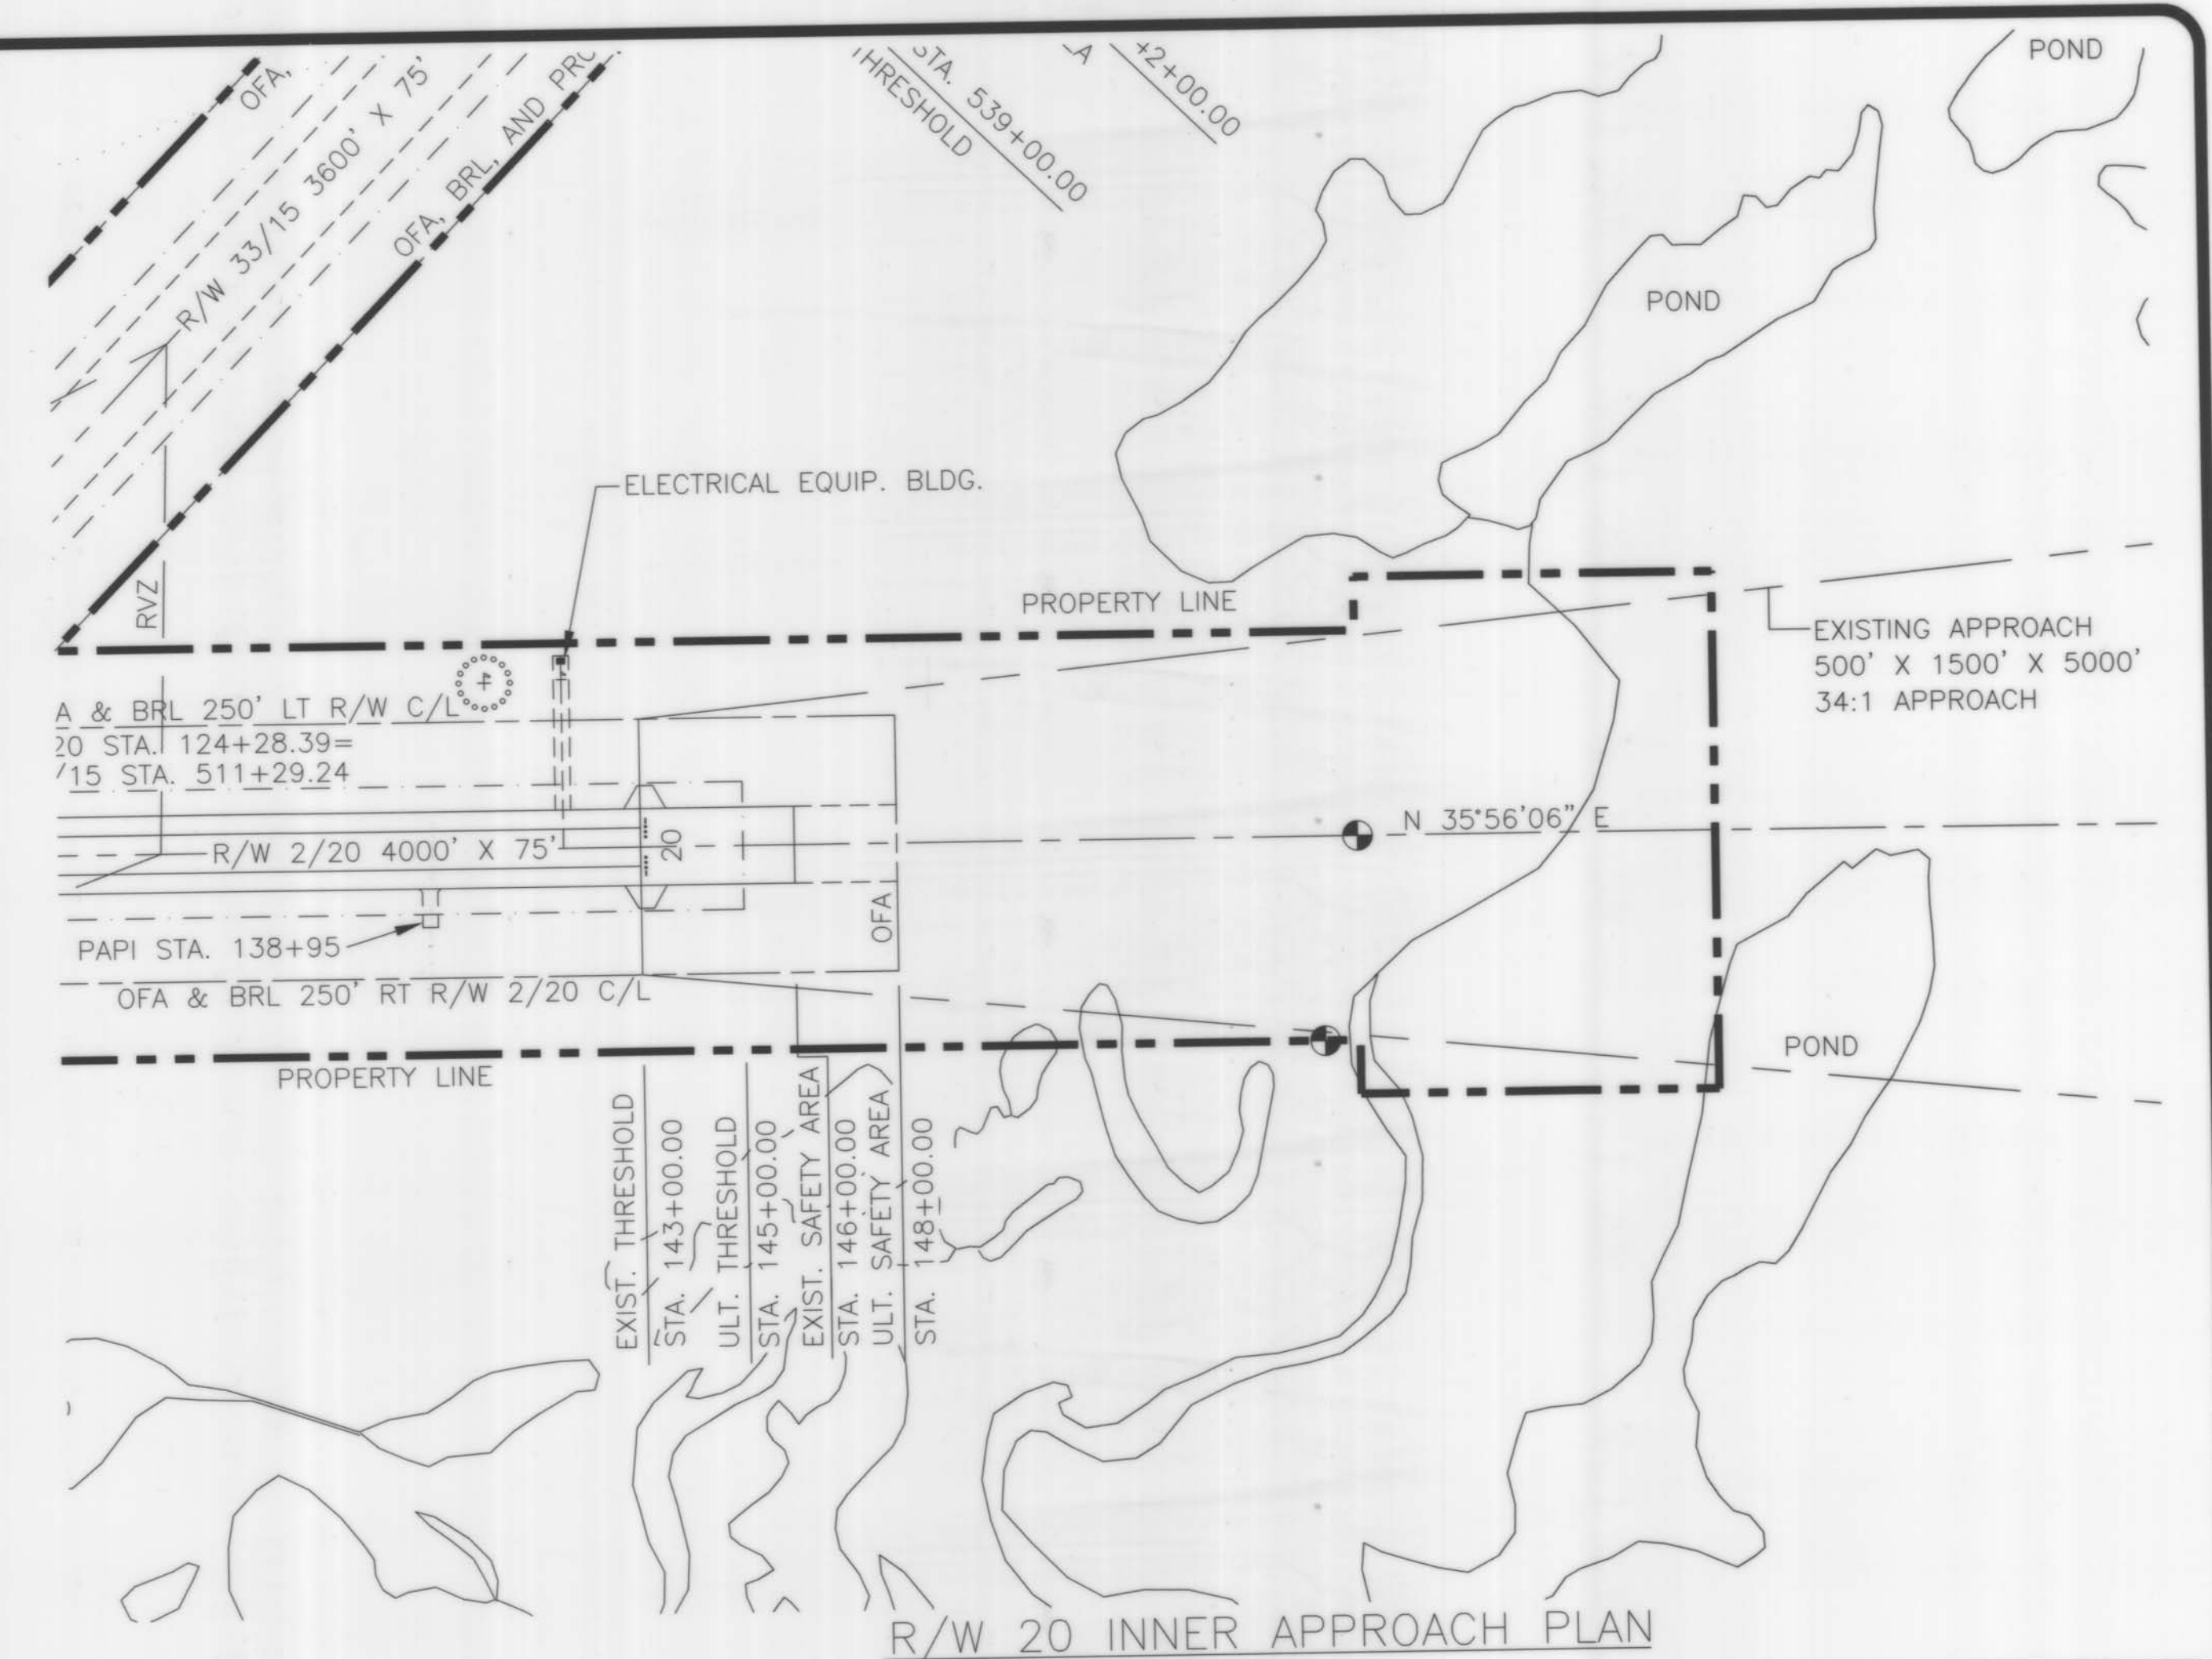 OFA,
R/W 33/15 3600' X 75'
OFA, BRL, AND
STA. 539+00.00
THRESHOLD
+2+00.00
POND
POND
ELECTRICAL EQUIP. BLDG.
RVZ
PROPERTY LINE
EXISTING APPROACH
500' X 1500' X 5000'
34:1 APPROACH
4
A & BRL 250' LT R/W C/L
20 STA. 124+28.39=
/15 STA. 511+29.24
R/W 2/20 4000' X 75'
20
N 35°56'06" E
OFA
PAPI STA. 138+95
OFA & BRL 250' RT R/W 2/20 C/L
PROPERTY LINE
POND
EXIST. THRESHOLD
STA. 143+00.00
ULT. THRESHOLD
STA. 145+00.00
EXIST. SAFETY AREA
STA. 146+00.00
ULT. SAFETY AREA
STA. 148+00.00
R/W 20 INNER APPROACH PLAN